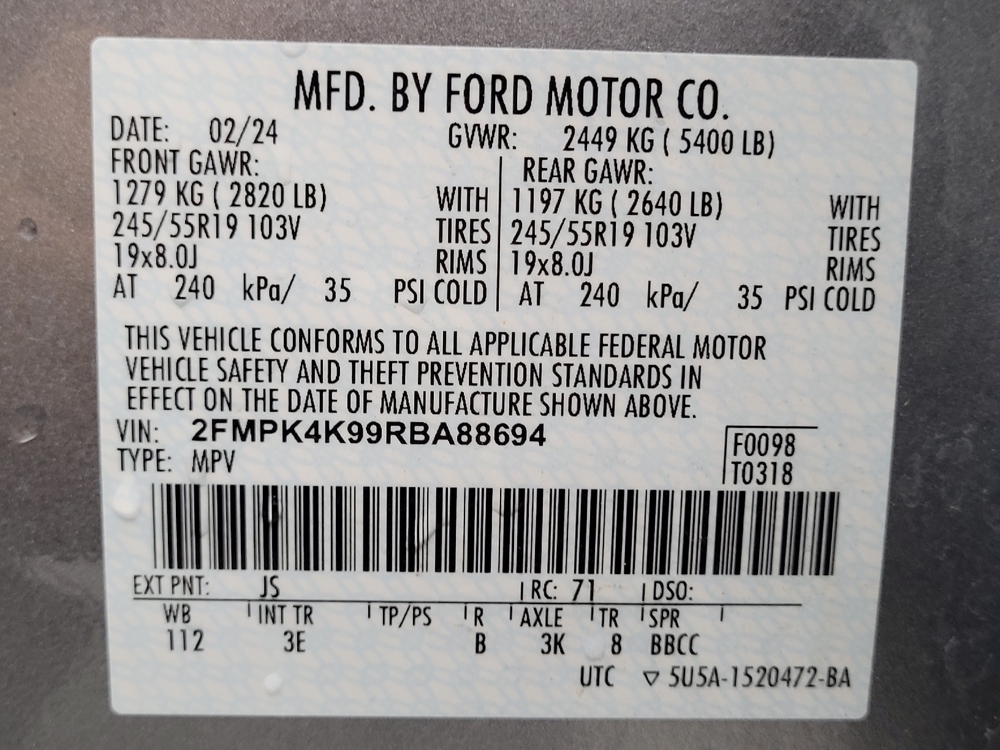 MFD. BY FORD MOTOR CO.
DATE: 02/24 GVWR: 2449 KG ( 5400 LB)
FRONT GAWR: REAR GAWR:
1279 KG ( 2820 LB) WITH 1197 KG ( 2640 LB) WITH
245/55R19 103V TIRES 245/55R19 103V TIRES
19x8.0J RIMS 19x8.0J RIMS
AT 240 kPa/ 35 PSI COLD AT 240 kPa/ 35 PSI COLD
THIS VEHICLE CONFORMS TO ALL APPLICABLE FEDERAL MOTOR
VEHICLE SAFETY AND THEFT PREVENTION STANDARDS IN
EFFECT ON THE DATE OF MANUFACTURE SHOWN ABOVE.
VIN: 2FMPK4K99RBA88694 F0098
TYPE: MPV T0318
EXT PNT: JS RC: 71 DSO:
WB INT TR TP/PS R AXLE TR SPR
112 3E B 3K 8 BBCC
UTC ▽ 5U5A-1520472-BA